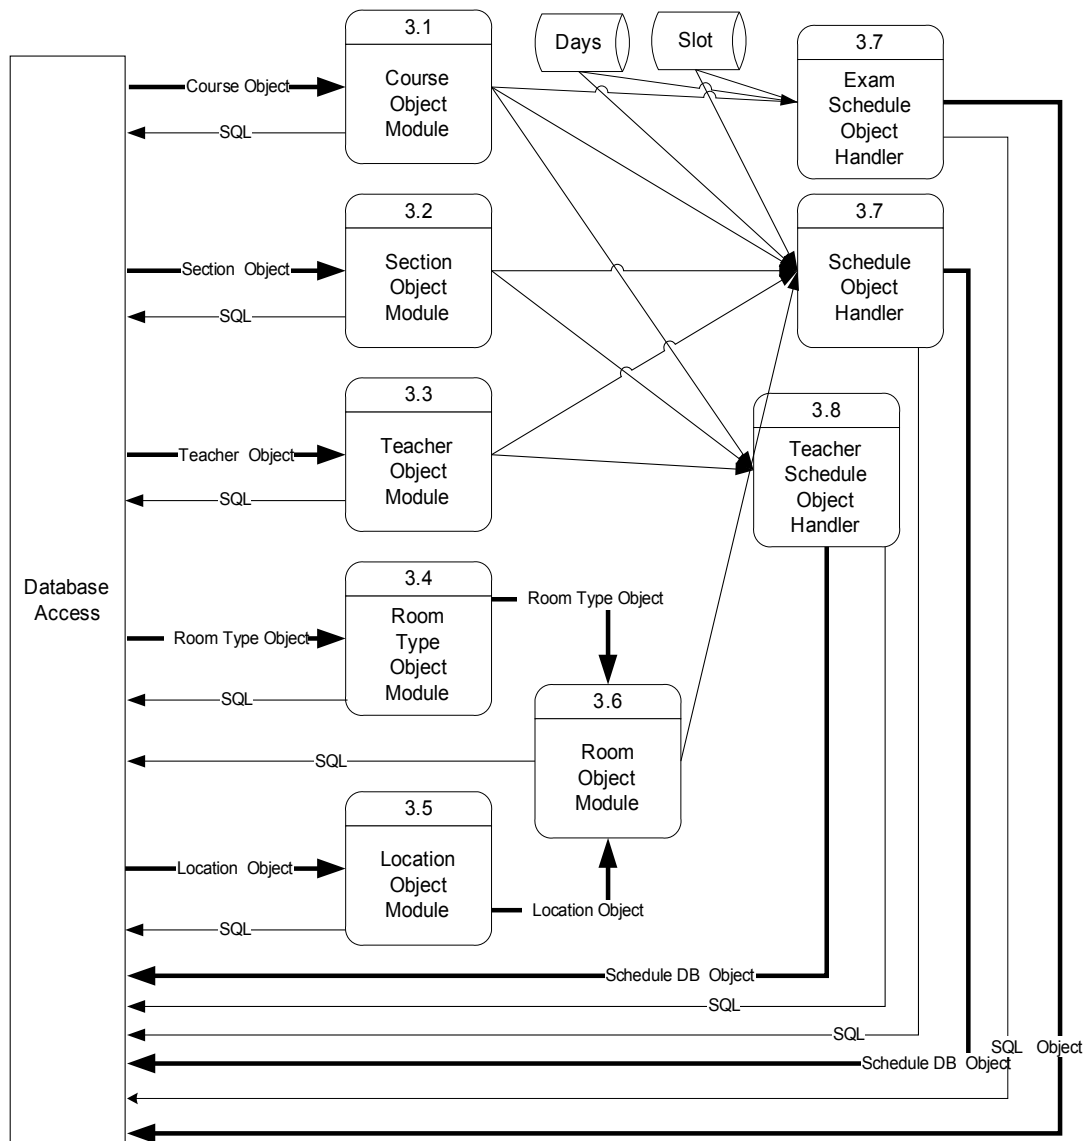 3.1
Course
Object
Module
Days
Slot
3.7
Exam
Schedule
Object
Handler
Course Object
SQL
3.2
Section
Object
Module
3.7
Schedule
Object
Handler
Section Object
SQL
3.3
Teacher
Object
Module
3.8
Teacher
Schedule
Object
Handler
Teacher Object
SQL
Database
Access
3.4
Room
Type
Object
Module
Room Type Object
Room Type Object
SQL
3.6
Room
Object
Module
SQL
3.5
Location
Object
Module
Location Object
Location Object
SQL
Schedule DB Object
SQL
SQL
SQL Object
Schedule DB Object